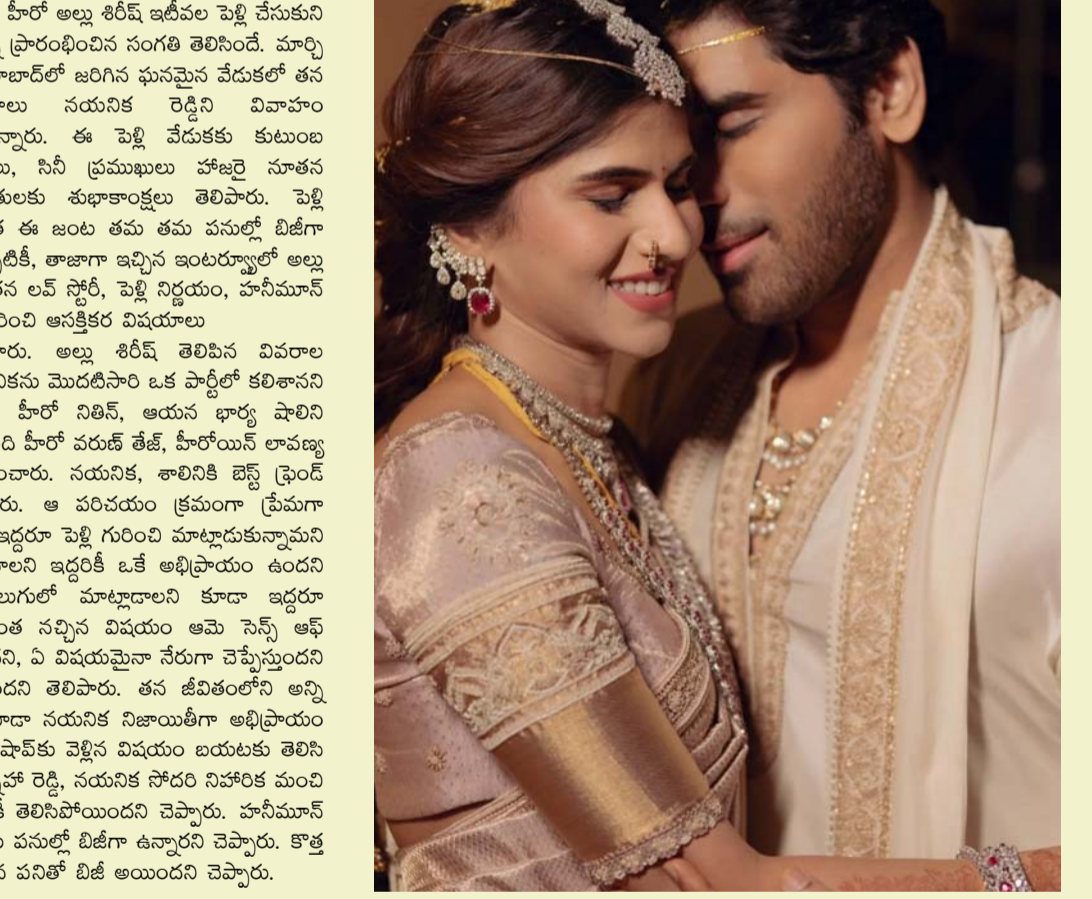 హీరో అల్లు శిరీష్ ఇటీవల పెళ్లి చేసుకుని
ప్రారంభించిన సంగతి తెలిసిందే. మార్చి
జరిగిన ఘనమైన వేడుకలో తన
నయనిక రెడ్డిని వివాహం
ఈ పెళ్లి వేడుకకు కుటుంబ
సినీ ప్రముఖులు హాజరై నూతన
శుభాకాంక్షలు తెలిపారు. పెళ్లి
ఈ జంట తమ తమ పనుల్లో బిజీగా
తాజాగా ఇచ్చిన ఇంటర్వ్యూలో అల్లు
లవ్ స్టోరీ, పెళ్లి నిర్ణయం, హనీమూన్
ఆసక్తికర విషయాలు
అల్లు శిరీష్ తెలిపిన వివరాల
మొదటిసారి ఒక పార్టీలో కలిశానని
హీరో నితిన్, ఆయన భార్య షాలిని
హీరో వరుణ్ తేజ్, హీరోయిన్ లావణ్య
నయనిక, శాలినికి బెస్ట్ ఫ్రెండ్
ఆ పరిచయం క్రమంగా ప్రేమగా
ఇద్దరూ పెళ్లి గురించి మాట్లాడుకున్నామని
ఇద్దరికీ ఒకే అభిప్రాయం ఉందని
మాట్లాడాలని కూడా ఇద్దరూ
నచ్చిన విషయం ఆమె సెన్స్ ఆఫ్
ఏ విషయమైనా నేరుగా చెప్పేస్తుందని
తెలిపారు. తన జీవితంలోని అన్ని
నయనిక నిజాయితీగా అభిప్రాయం
వెళ్లిన విషయం బయటకు తెలిసి
రెడ్డి, నయనిక సోదరి నిహారిక మంచి
తెలిసిపోయిందని చెప్పారు. హనీమూన్
పనుల్లో బిజీగా ఉన్నారని చెప్పారు. కొత్త
పనితో బిజీ అయిందని చెప్పారు.